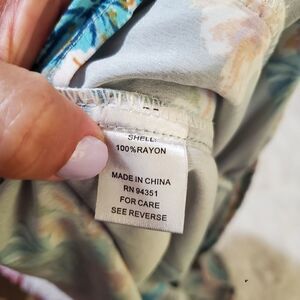 SHELL:
100%RAYON
MADE IN CHINA
RN 94351
FOR CARE
SEE REVERSE